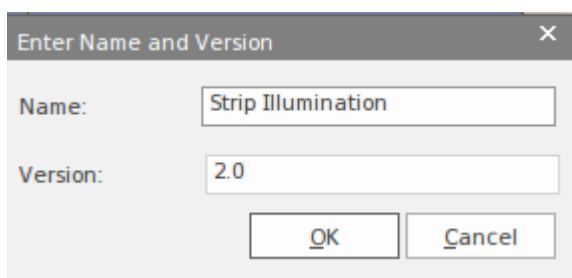 Enter Name and Version
Name: Strip Illumination
Version: 2.0
OK Cancel